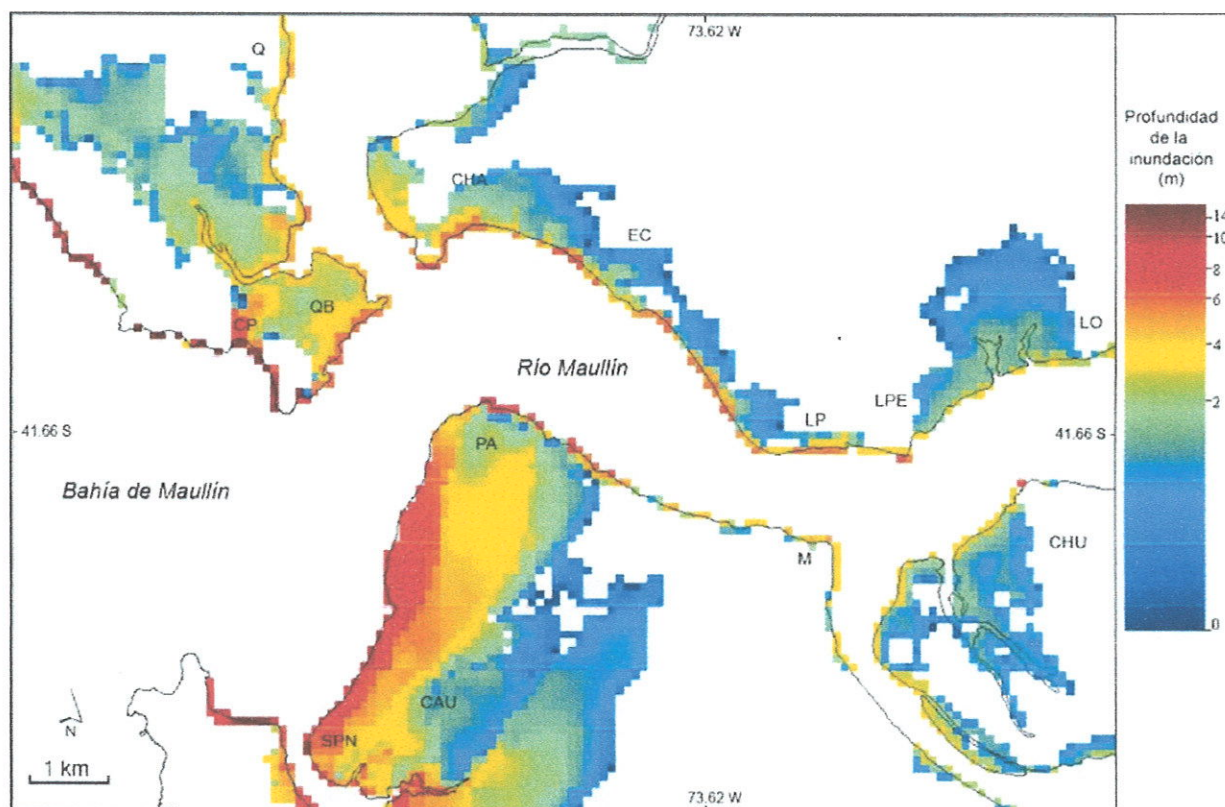 73.62 W
Q
Profundidad
de la
inundación
(m)
CHA
14
10
8
6
4
2
0
EC
QB
CP
LO
Río Maullín
LPE
LP
41.66 S
41.66 S
PA
Bahía de Maullín
M
CHU
CAU
SPN
N
1 km
73.62 W